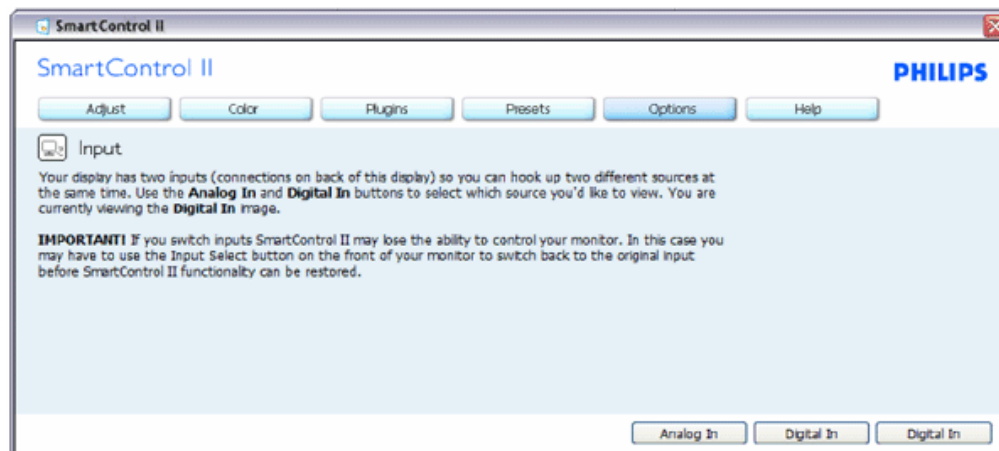 SmartControl II
SmartControl II
PHILIPS
Adjust Color Plugins Presets Options Help
Input
Your display has two inputs (connections on back of this display) so you can hook up two different sources at
the same time. Use the Analog In and Digital In buttons to select which source you'd like to view. You are
currently viewing the Digital In image.
IMPORTANT! If you switch inputs SmartControl II may lose the ability to control your monitor. In this case you
may have to use the Input Select button on the front of your monitor to switch back to the original input
before SmartControl II functionality can be restored.
Analog In Digital In Digital In